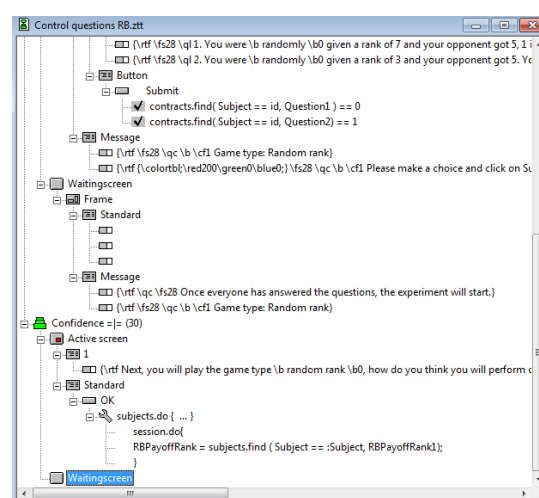 Control questions RB.ztt
{\rtf \fs28 \ql 1. You were \b randomly \b0 given a rank of 7 and your opponent got 5, 1 i
{\rtf \fs28 \ql 2. You were \b randomly \b0 given a rank of 3 and your opponent got 5. Yo
Button
Submit
contracts.find( Subject == id, Question1 ) == 0
contracts.find( Subject == id, Question2) == 1
Message
{\rtf \fs28 \qc \b \cf1 Game type: Random rank}
{\rtf {\colortbl;\red200\green0\blue0;} \fs28 \qc \b \cf1 Please make a choice and click on Su
Waitingscreen
Frame
Standard
Message
{\rtf \qc \fs28 Once everyone has answered the questions, the experiment will start.}
{\rtf \fs28 \qc \b \cf1 Game type: Random rank}
Confidence =|= (30)
Active screen
1
{\rtf Next, you will play the game type \b random rank \b0, how do you think you will perform c
Standard
OK
subjects.do { ... }
session.do{
RBPayoffRank = subjects.find ( Subject == :Subject, RBPayoffRank1);
}
Waitingscreen